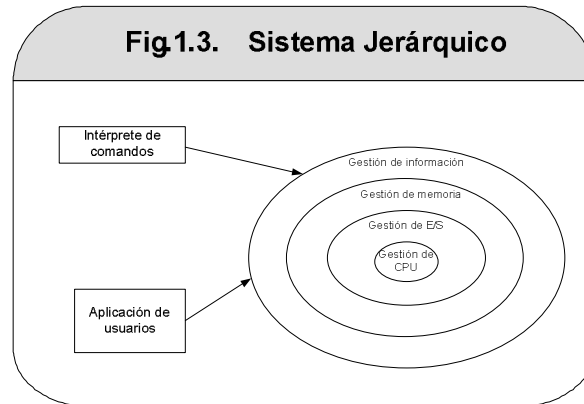 Fig.1.3. Sistema Jerárquico
Intérprete de
comandos
Gestión de información
Gestión de memoria
Gestión de E/S
Gestión de
CPU
Aplicación de
usuarios